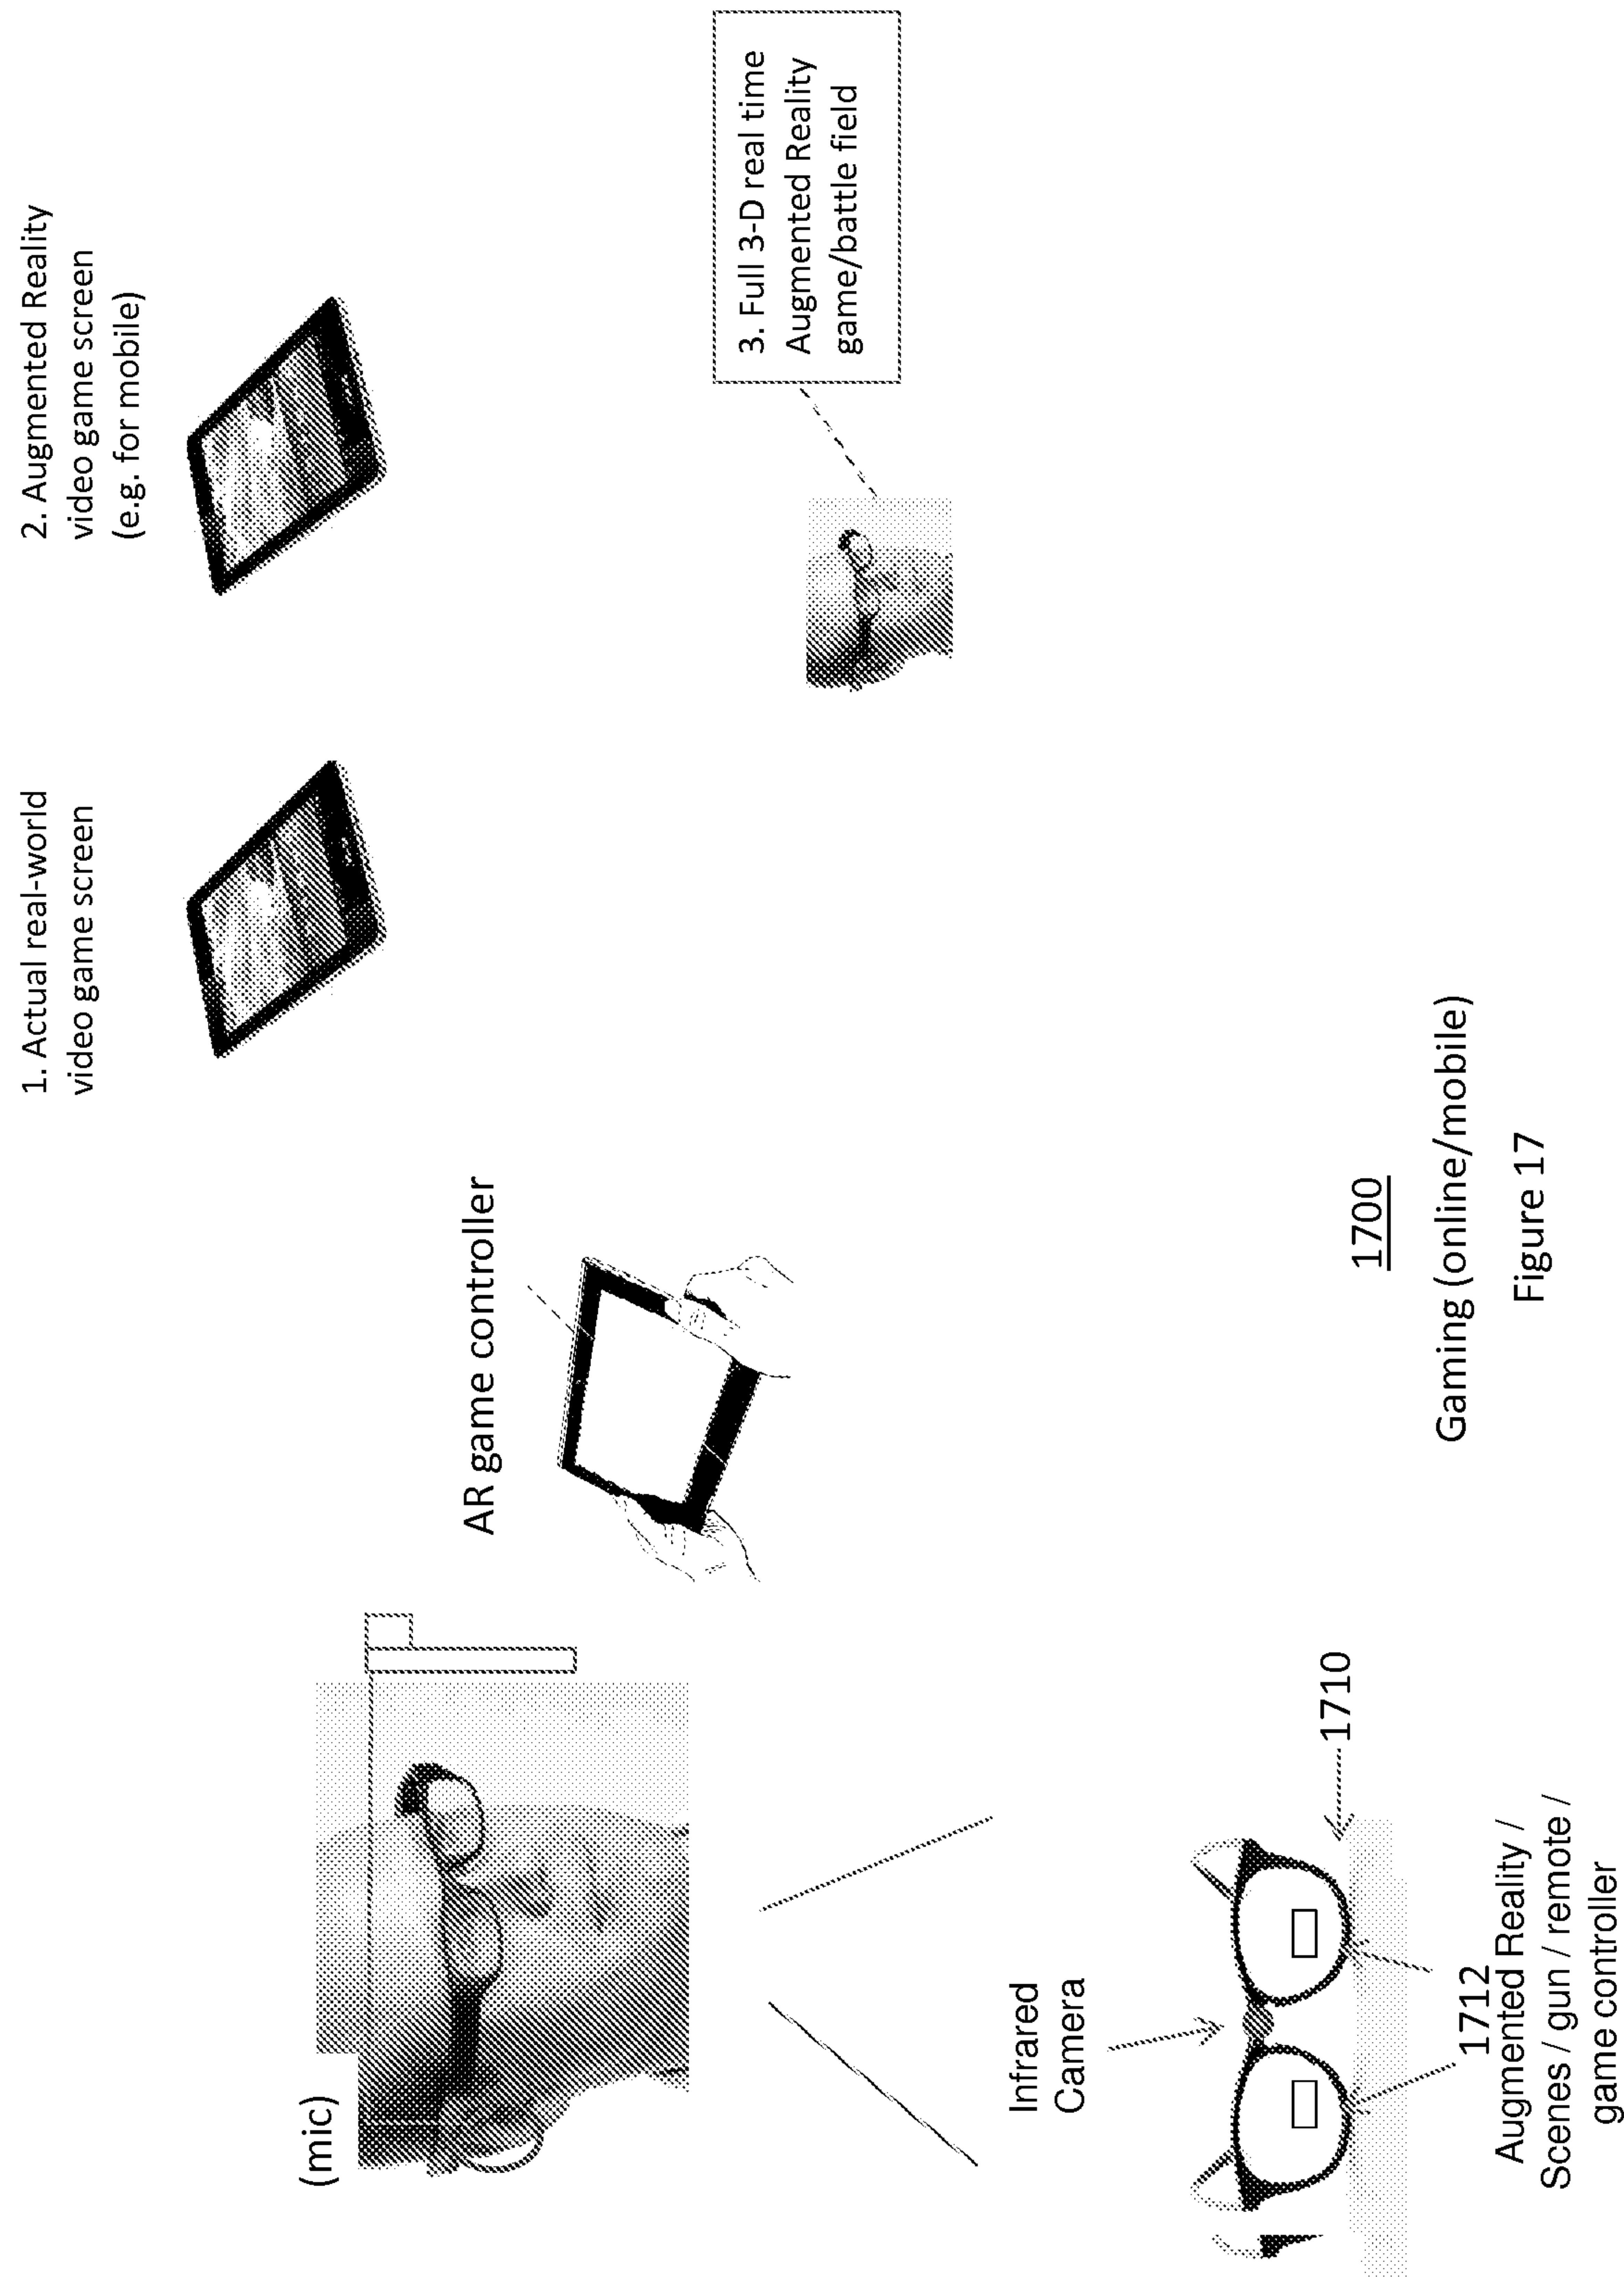 1. Actual real-world
video game screen
2. Augmented Reality
video game screen
(e.g. for mobile)
(mic)
AR game controller
3. Full 3-D real time
Augmented Reality
game/battle field
Infrared
Camera
1710
1712
Augmented Reality /
Scenes / gun / remote /
game controller
1700
Gaming (online/mobile)
Figure 17